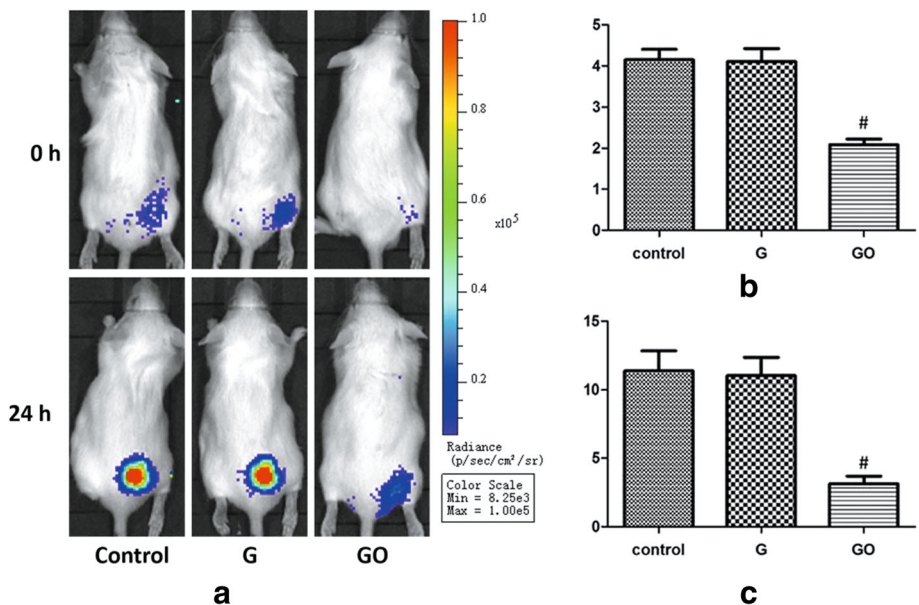 0 h
24 h
Control G GO
a
1.0
0.8
0.6
x10⁵
0.4
0.2
Radiance
(p/sec/cm²/sr)
Color Scale
Min = 8.25e3
Max = 1.00e5
5
4
3
2
1
0
#
control G GO
b
15
10
5
0
#
control G GO
c